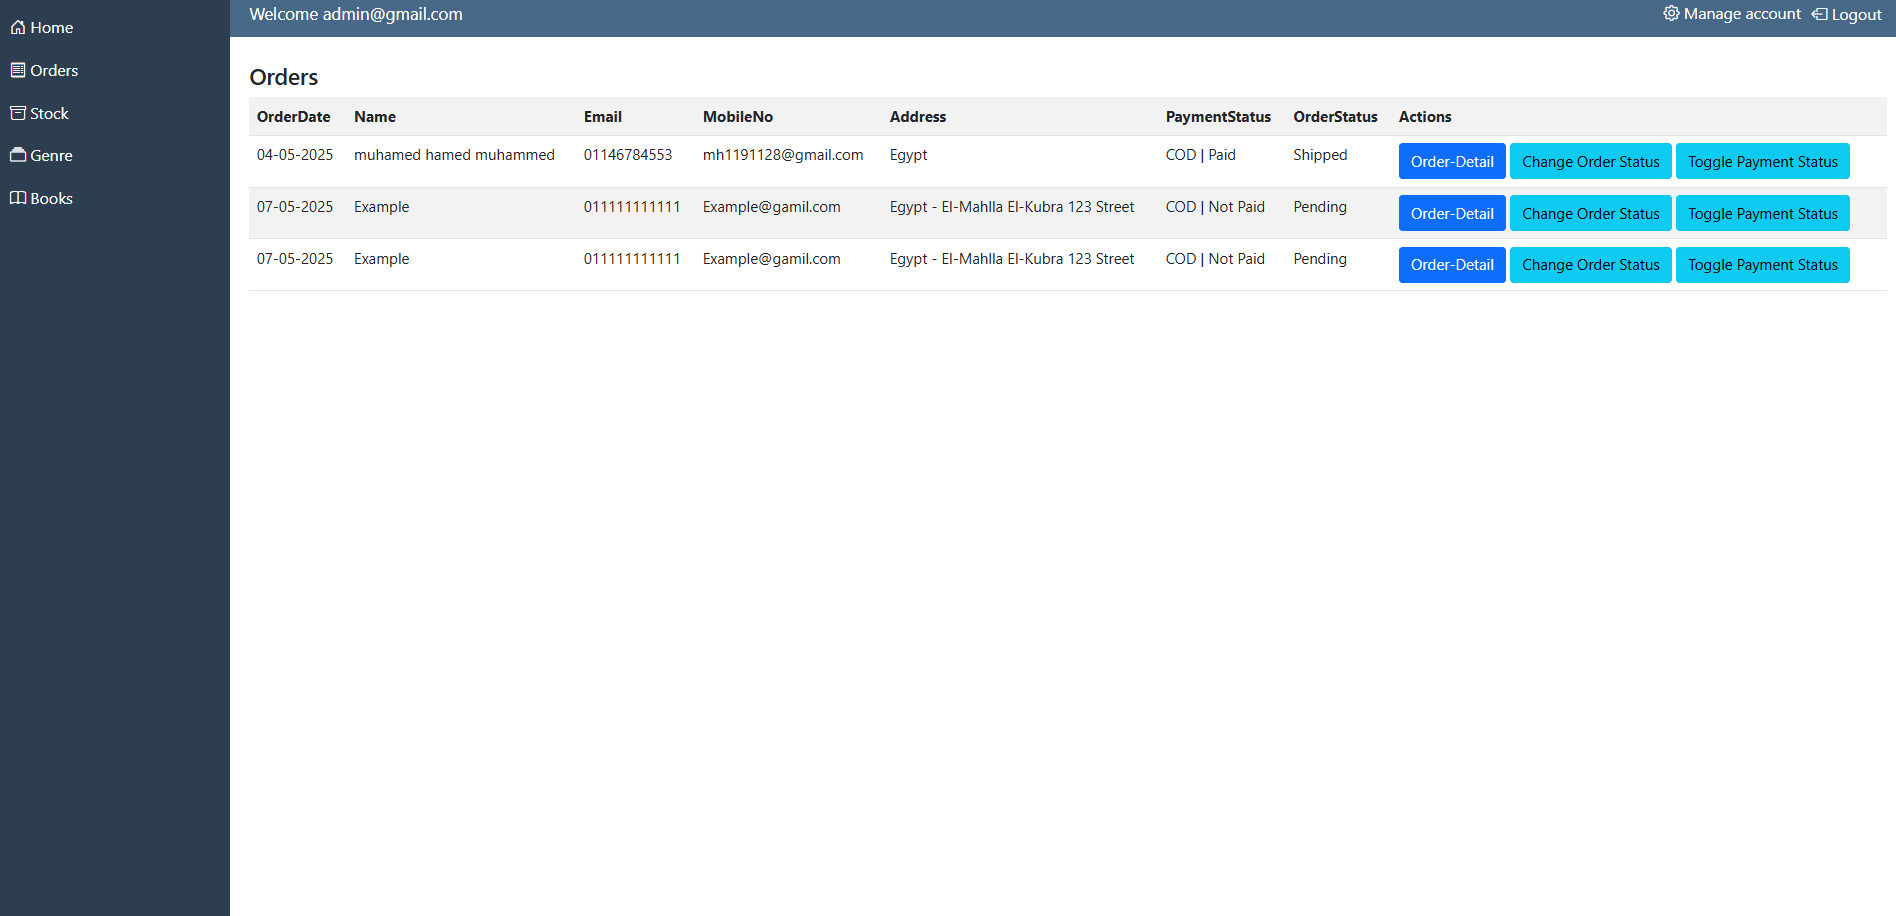 Home
Orders
Stock
Genre
Books
Welcome admin@gmail.com
Manage account Logout
Orders
OrderDate Name Email MobileNo Address PaymentStatus OrderStatus Actions
04-05-2025 muhamed hamed muhammed 01146784553 mh1191128@gmail.com Egypt COD | Paid Shipped Order-Detail Change Order Status Toggle Payment Status
07-05-2025 Example 011111111111 Example@gamil.com Egypt - El-Mahlla El-Kubra 123 Street COD | Not Paid Pending Order-Detail Change Order Status Toggle Payment Status
07-05-2025 Example 011111111111 Example@gamil.com Egypt - El-Mahlla El-Kubra 123 Street COD | Not Paid Pending Order-Detail Change Order Status Toggle Payment Status